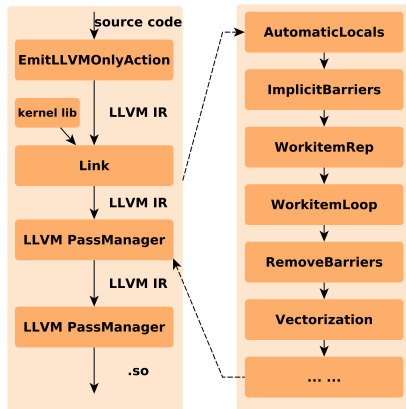 source code
EmitLLVMOnlyAction
kernel lib
LLVM IR
Link
LLVM IR
LLVM PassManager
LLVM IR
LLVM PassManager
.so
AutomaticLocals
ImplicitBarriers
WorkitemRep
WorkitemLoop
RemoveBarriers
Vectorization
... ...